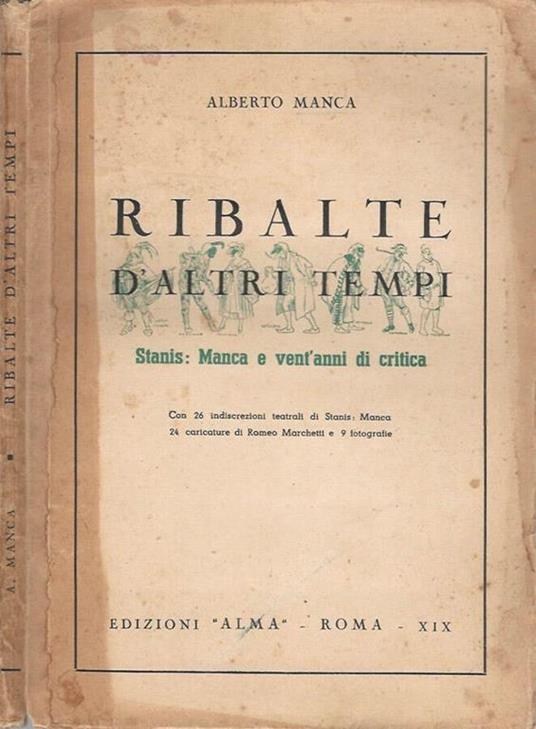 ALBERTO MANCA
RIBALTE
D'ALTRI TEMPI
Stanis: Manca e vent'anni di critica
Con 26 indiscrezioni teatrali di Stanis: Manca
24 caricature di Romeo Marchetti e 9 fotografie
EDIZIONI "ALMA" - ROMA - XIX
A. MANCA ▪ RIBALTE D'ALTRI TEMPI